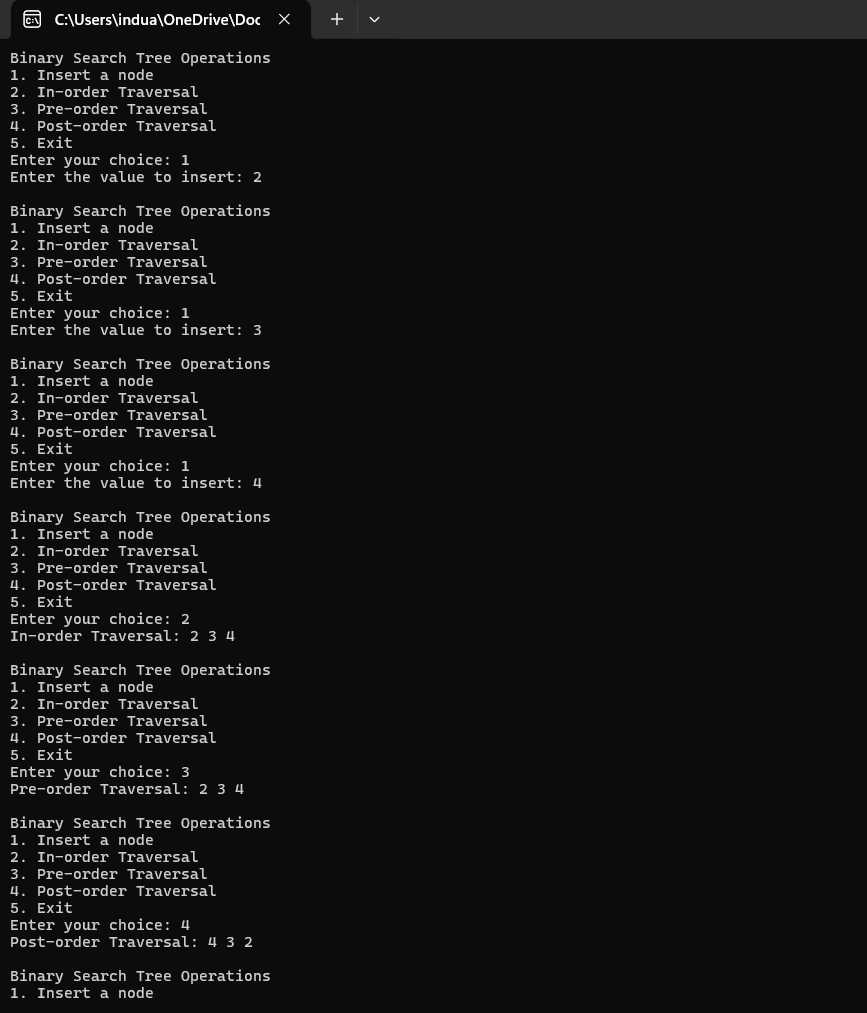 C:\Users\indua\OneDrive\Doc
Binary Search Tree Operations
1. Insert a node
2. In-order Traversal
3. Pre-order Traversal
4. Post-order Traversal
5. Exit
Enter your choice: 1
Enter the value to insert: 2
Binary Search Tree Operations
1. Insert a node
2. In-order Traversal
3. Pre-order Traversal
4. Post-order Traversal
5. Exit
Enter your choice: 1
Enter the value to insert: 3
Binary Search Tree Operations
1. Insert a node
2. In-order Traversal
3. Pre-order Traversal
4. Post-order Traversal
5. Exit
Enter your choice: 1
Enter the value to insert: 4
Binary Search Tree Operations
1. Insert a node
2. In-order Traversal
3. Pre-order Traversal
4. Post-order Traversal
5. Exit
Enter your choice: 2
In-order Traversal: 2 3 4
Binary Search Tree Operations
1. Insert a node
2. In-order Traversal
3. Pre-order Traversal
4. Post-order Traversal
5. Exit
Enter your choice: 3
Pre-order Traversal: 2 3 4
Binary Search Tree Operations
1. Insert a node
2. In-order Traversal
3. Pre-order Traversal
4. Post-order Traversal
5. Exit
Enter your choice: 4
Post-order Traversal: 4 3 2
Binary Search Tree Operations
1. Insert a node